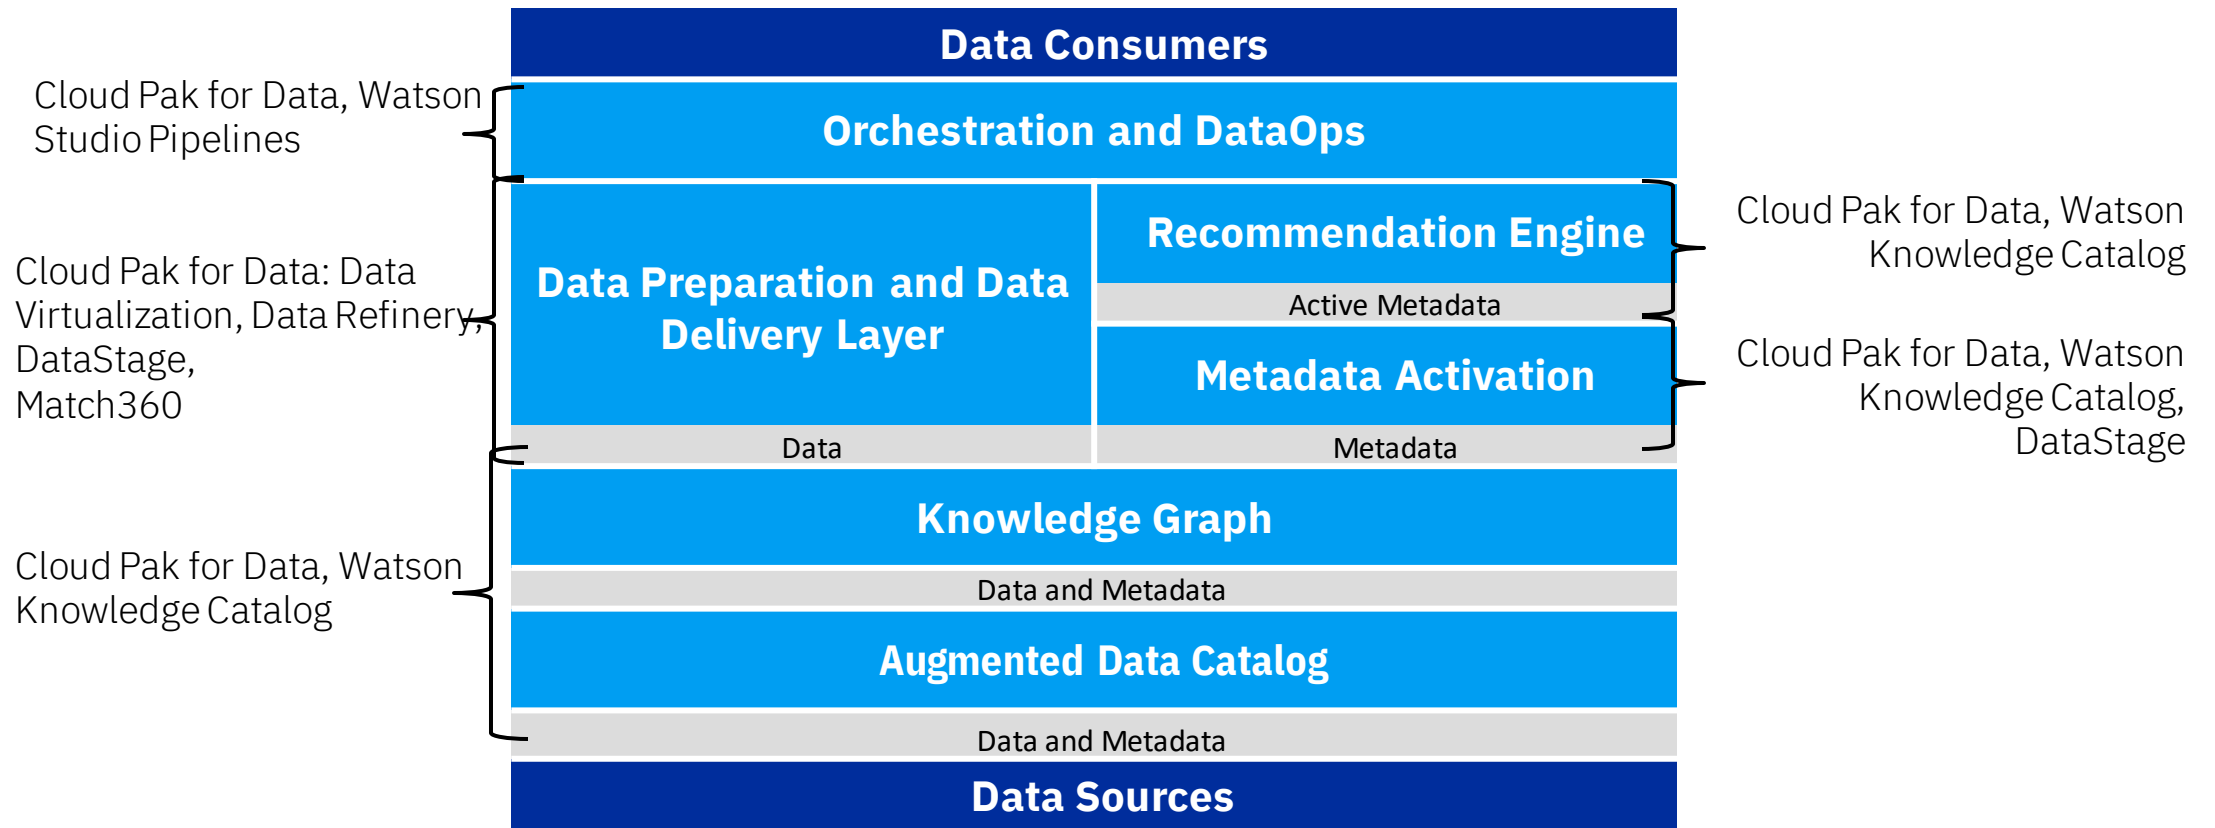 Data Consumers
Cloud Pak for Data, Watson
Studio Pipelines
Orchestration and DataOps
Cloud Pak for Data: Data
Virtualization, Data Refinery,
DataStage,
Match360
Data Preparation and Data
Delivery Layer
Recommendation Engine
Active Metadata
Metadata Activation
Cloud Pak for Data, Watson
Knowledge Catalog
Cloud Pak for Data, Watson
Knowledge Catalog,
DataStage
Data
Metadata
Knowledge Graph
Cloud Pak for Data, Watson
Knowledge Catalog
Data and Metadata
Augmented Data Catalog
Data and Metadata
Data Sources